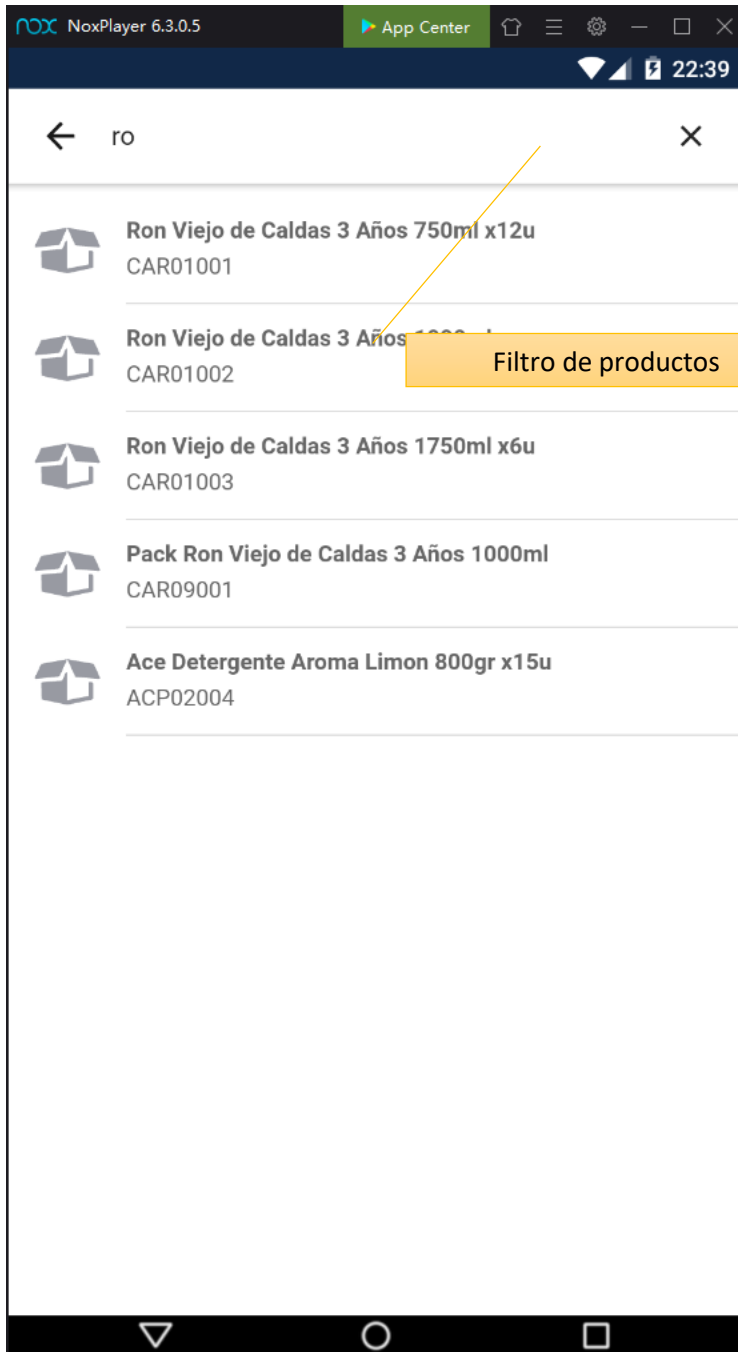 nox NoxPlayer 6.3.0.5 App Center
22:39
ro
Ron Viejo de Caldas 3 Años 750ml x12u
CAR01001
Ron Viejo de Caldas 3 Años
CAR01002
Filtro de productos
Ron Viejo de Caldas 3 Años 1750ml x6u
CAR01003
Pack Ron Viejo de Caldas 3 Años 1000ml
CAR09001
Ace Detergente Aroma Limon 800gr x15u
ACP02004